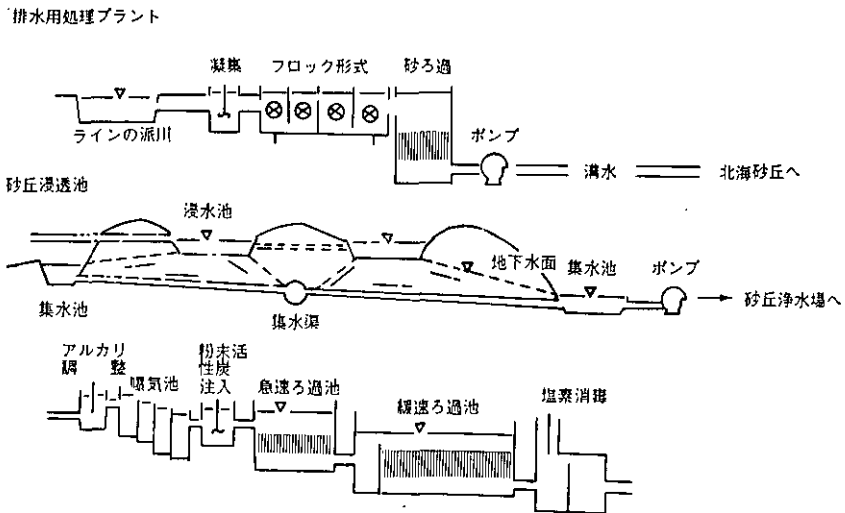 排水用処理プラント
凝集
フロック形式
砂ろ過
ラインの派川
ポンプ
溝水
北海砂丘へ
砂丘浸透池
浸水池
地下水面
集水池
ポンプ
砂丘浄水場へ
集水池
集水渠
アルカリ
調整
曝気池
粉末活
性炭
注入
急速ろ過池
緩速ろ過池
塩素消毒